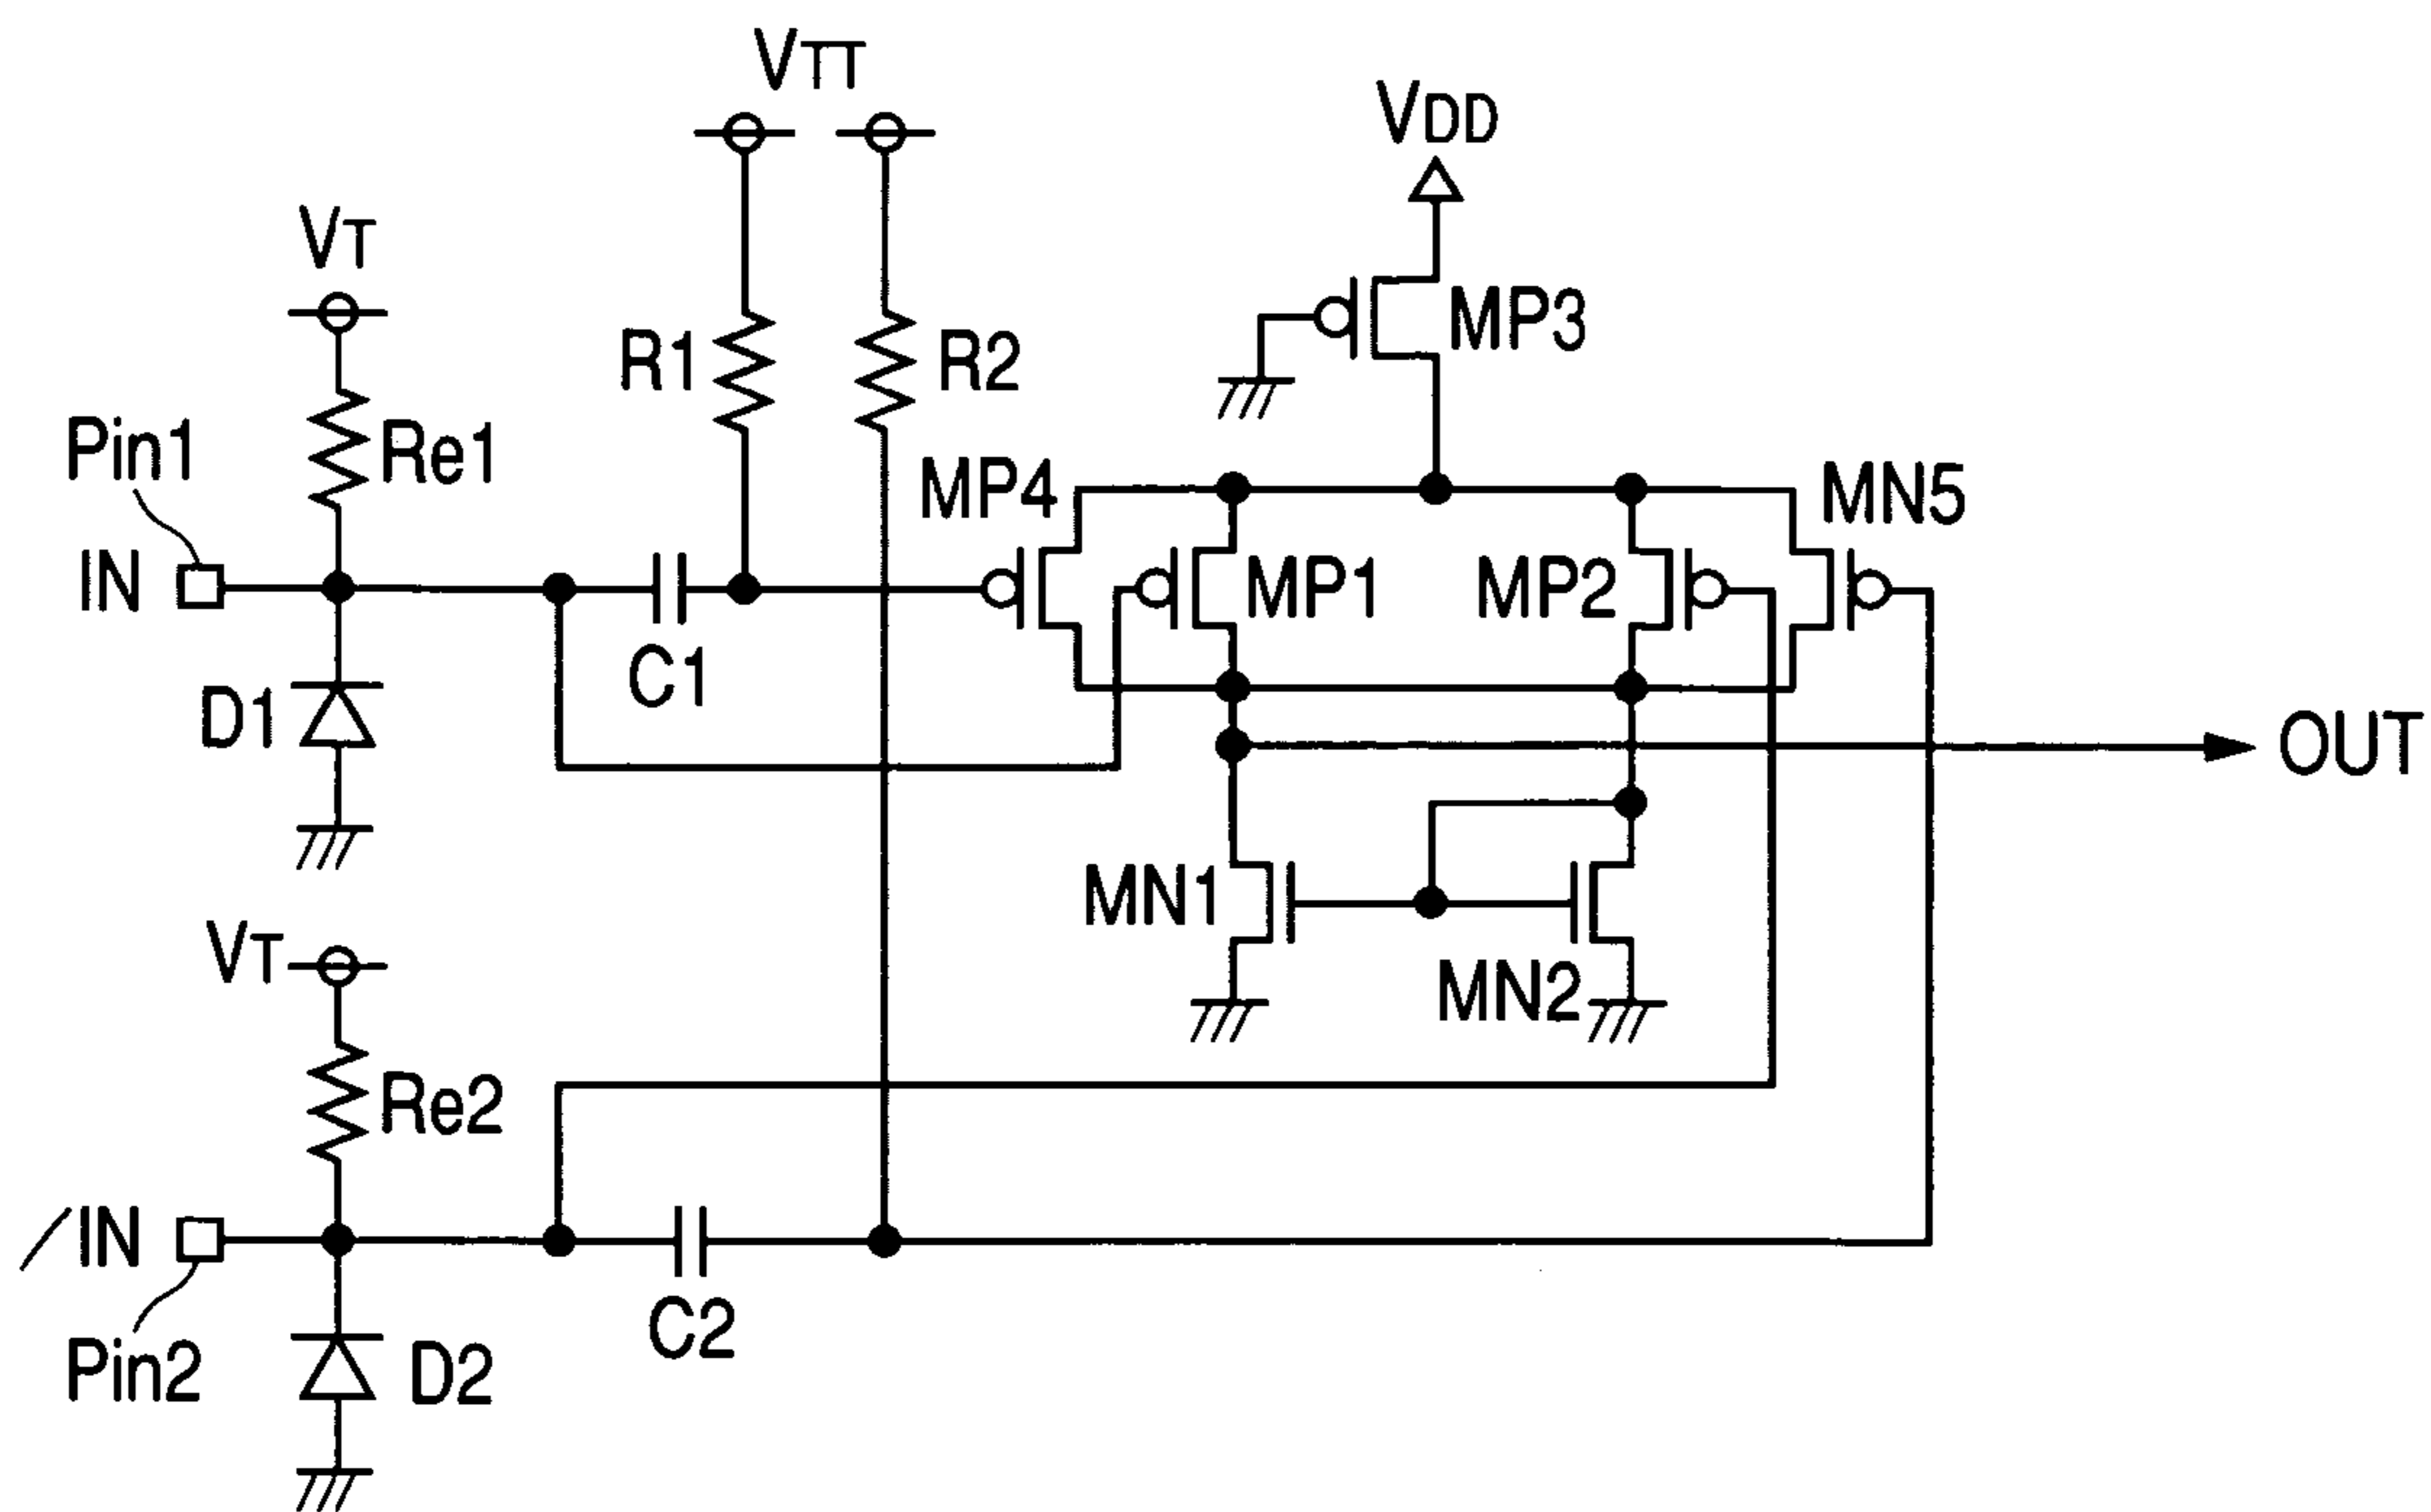 VTT
VDD
VT
R1
R2
MP3
Pin1
Re1
MP4
MN5
IN
MP1
MP2
C1
D1
OUT
MN1
VT
MN2
Re2
/IN
C2
Pin2
D2